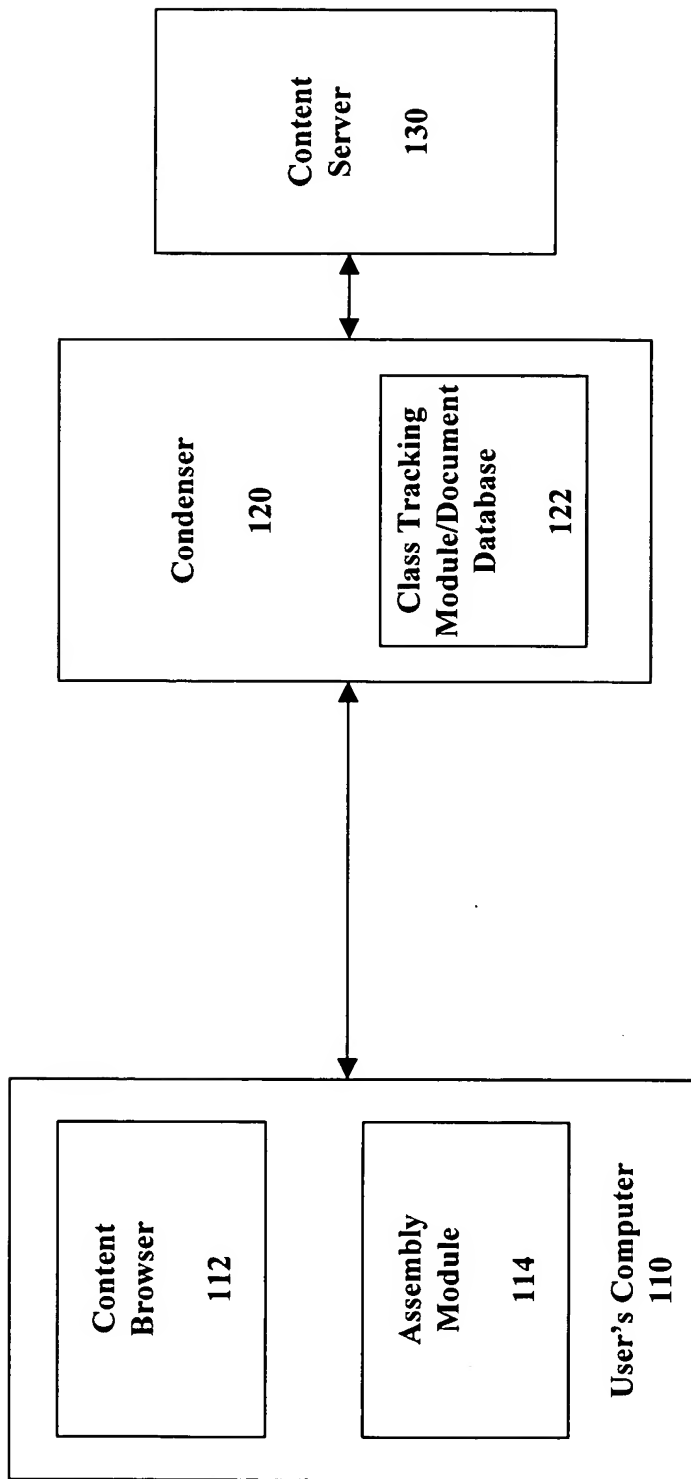 Content
Browser
112
Assembly
Module
114
User's Computer
110
Condenser
120
Class Tracking
Module/Document
Database
122
Content
Server
130